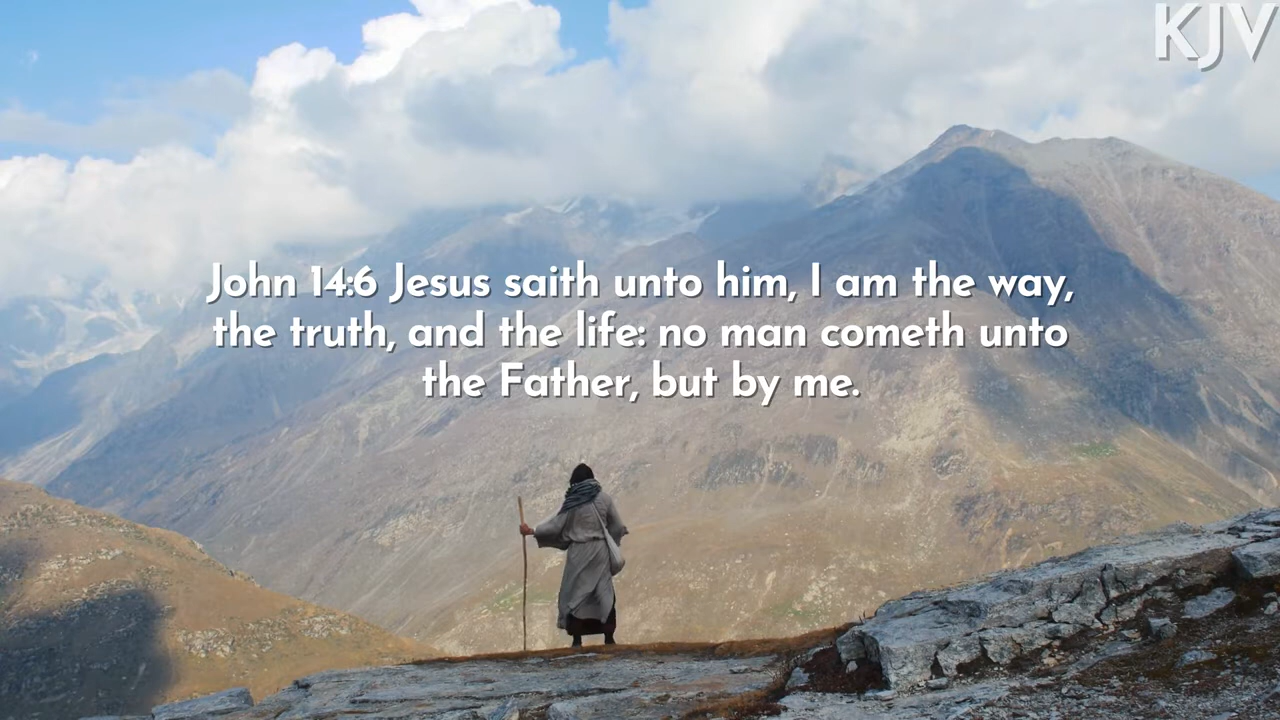 KJV
John 14:6 Jesus saith unto him, I am the way,
the truth, and the life: no man cometh unto
the Father, but by me.